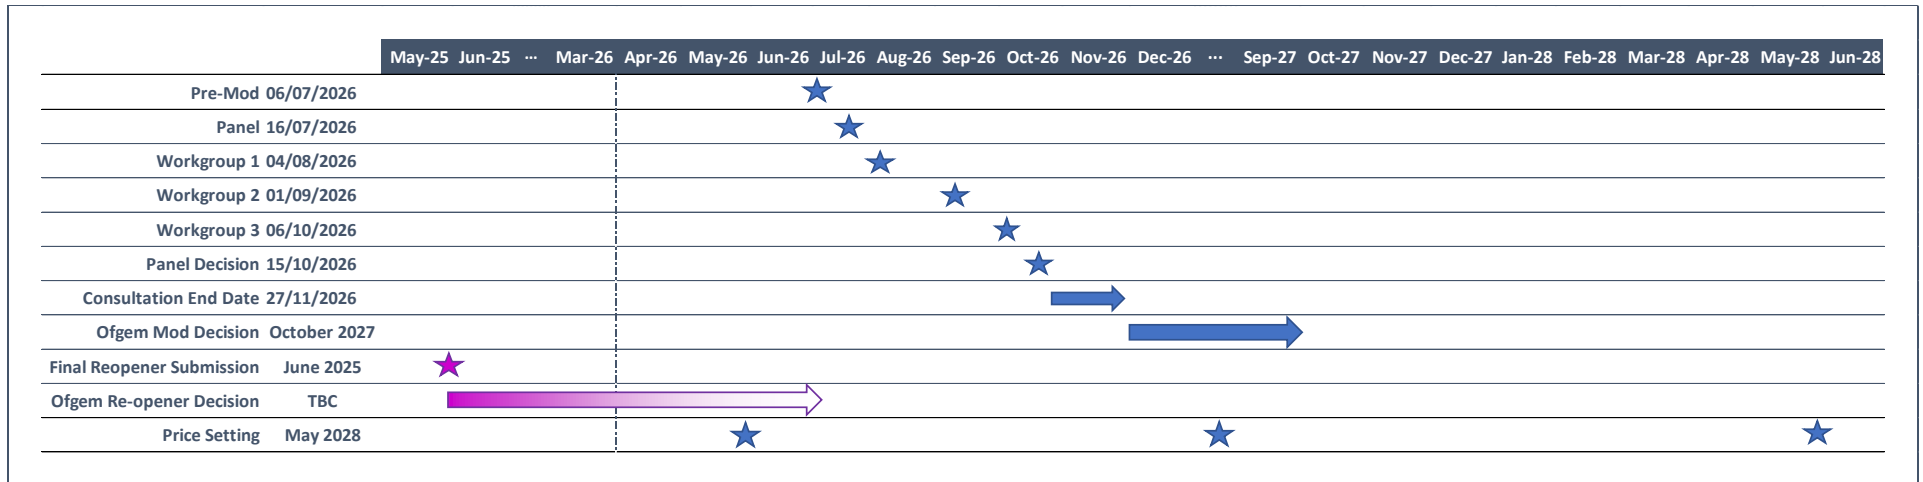 May-25 Jun-25 ... Mar-26 Apr-26 May-26 Jun-26 Jul-26 Aug-26 Sep-26 Oct-26 Nov-26 Dec-26 ... Sep-27 Oct-27 Nov-27 Dec-27 Jan-28 Feb-28 Mar-28 Apr-28 May-28 Jun-28
Pre-Mod 06/07/2026
Panel 16/07/2026
Workgroup 1 04/08/2026
Workgroup 2 01/09/2026
Workgroup 3 06/10/2026
Panel Decision 15/10/2026
Consultation End Date 27/11/2026
Ofgem Mod Decision October 2027
Final Reopener Submission June 2025
Ofgem Re-opener Decision TBC
Price Setting May 2028